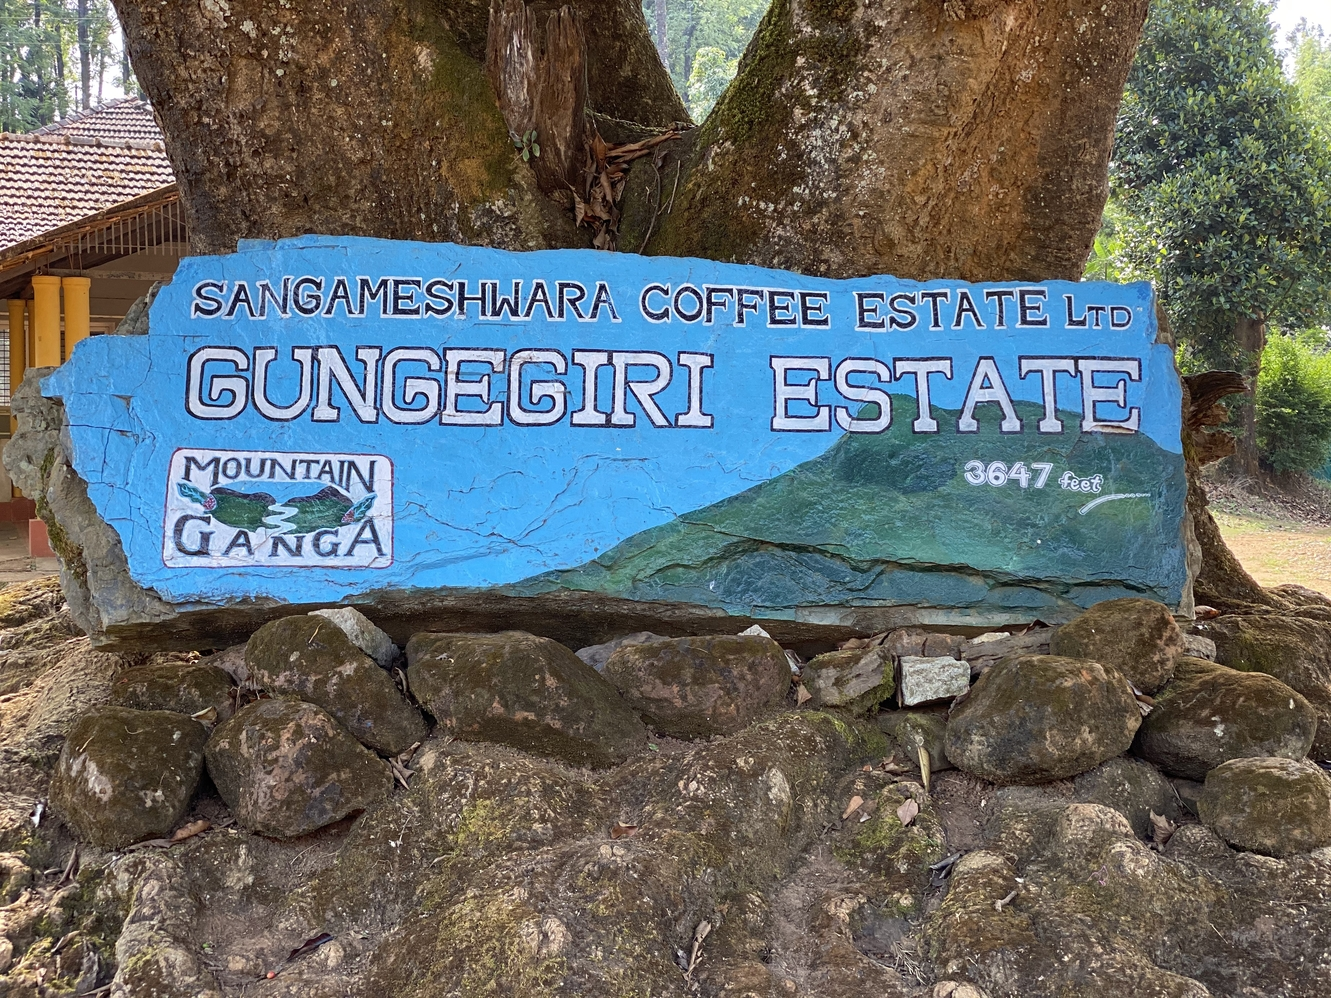 SANGAMESHWARA COFFEE ESTATE LTD
GUNGEGIRI ESTATE
3647 feet
MOUNTAIN
GANGA